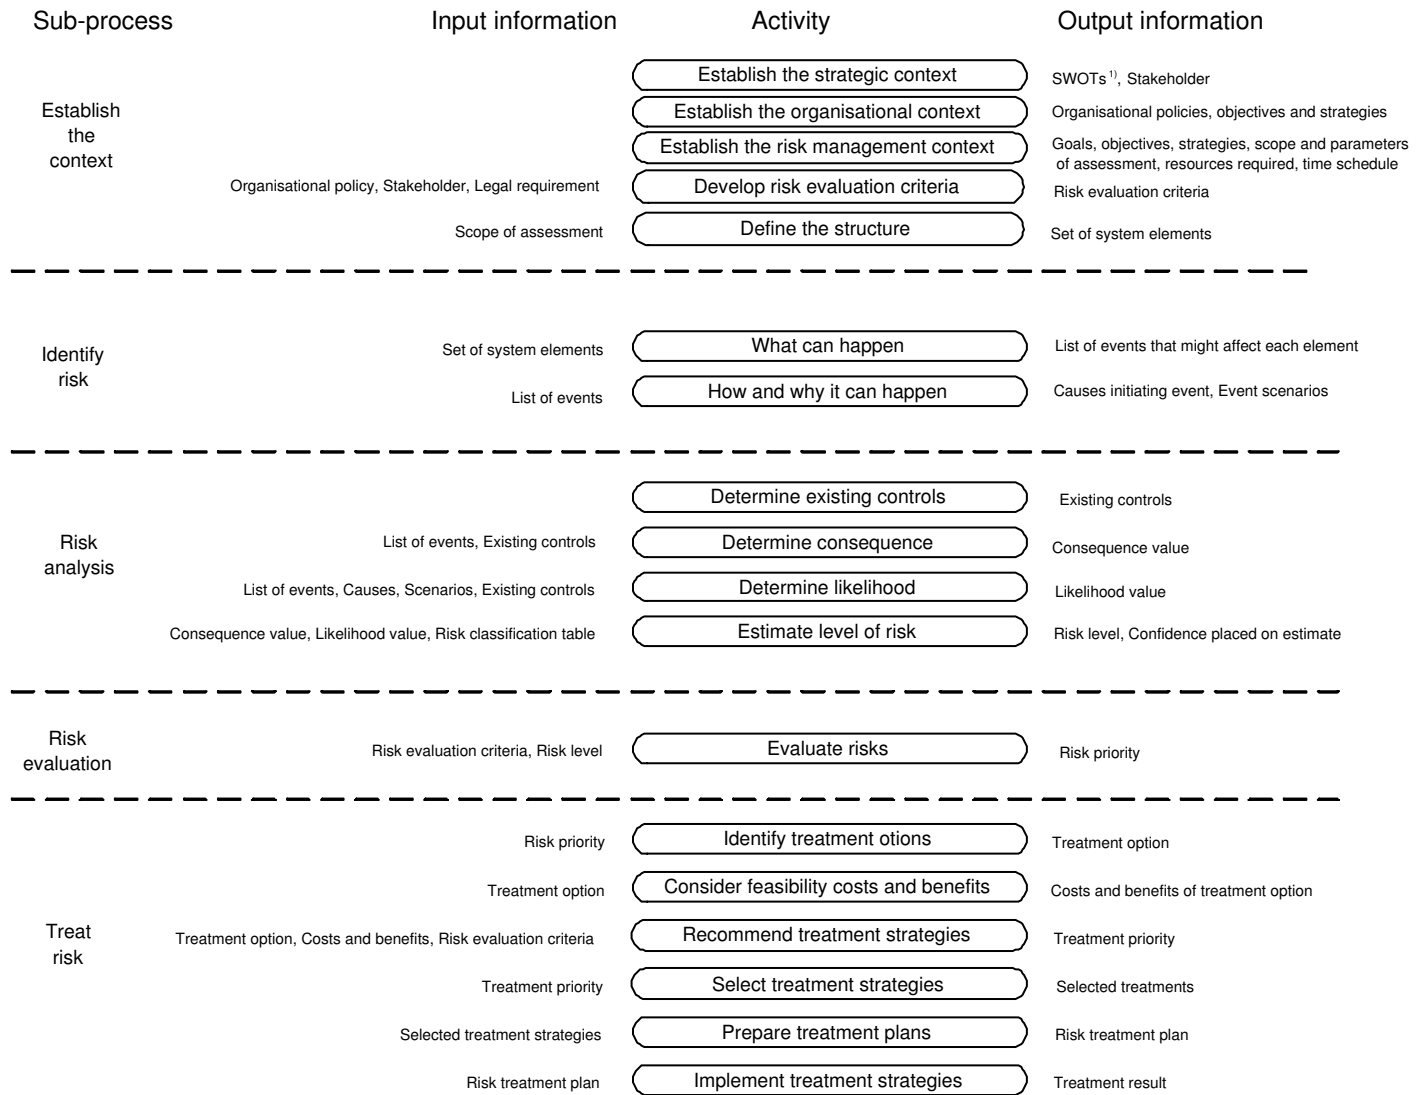 Sub-process Input information Activity Output information
Establish the strategic context SWOTs 1), Stakeholder
Establish
the
context
Establish the organisational context Organisational policies, objectives and strategies
Establish the risk management context Goals, objectives, strategies, scope and parameters
of assessment, resources required, time schedule
Organisational policy, Stakeholder, Legal requirement Develop risk evaluation criteria Risk evaluation criteria
Scope of assessment Define the structure Set of system elements
Identify
risk
Set of system elements What can happen List of events that might affect each element
List of events How and why it can happen Causes initiating event, Event scenarios
Risk
analysis
Determine existing controls Existing controls
List of events, Existing controls Determine consequence Consequence value
List of events, Causes, Scenarios, Existing controls Determine likelihood Likelihood value
Consequence value, Likelihood value, Risk classification table Estimate level of risk Risk level, Confidence placed on estimate
Risk
evaluation
Risk evaluation criteria, Risk level Evaluate risks Risk priority
Treat
risk
Risk priority Identify treatment otions Treatment option
Treatment option Consider feasibility costs and benefits Costs and benefits of treatment option
Treatment option, Costs and benefits, Risk evaluation criteria Recommend treatment strategies Treatment priority
Treatment priority Select treatment strategies Selected treatments
Selected treatment strategies Prepare treatment plans Risk treatment plan
Risk treatment plan Implement treatment strategies Treatment result